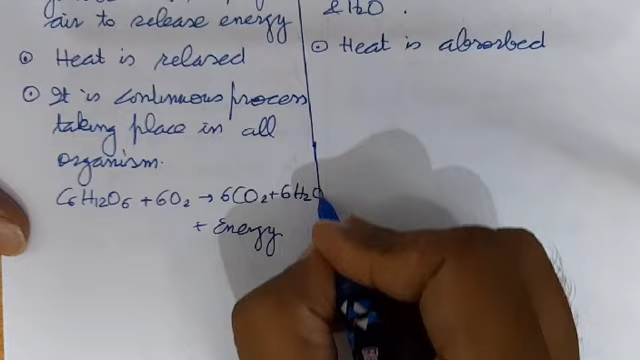 air to release energy
& H2O .
Heat is relased
Heat is absorbed
It is continuous process
taking place in all
organism.
C6H12O6 + 6O2 → 6CO2 + 6H2O
+ Energy